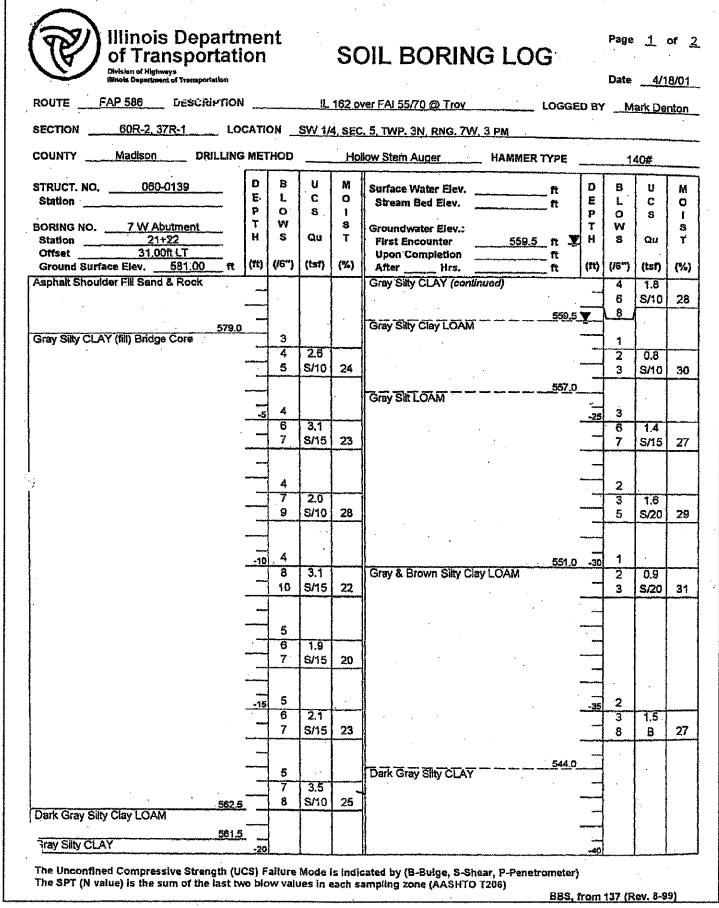 Illinois Department
of Transportation
Division of Highways
Illinois Department of Transportation
SOIL BORING LOG
Page 1 of 2
Date 4/18/01
ROUTE FAP 586 DESCRIPTION IL 162 over FAI 55/70 @ Troy LOGGED BY Mark Denton
SECTION 60R-2, 37R-1 LOCATION SW 1/4, SEC. 5, TWP. 3N, RNG. 7W, 3 PM
COUNTY Madison DRILLING METHOD Hollow Stem Auger HAMMER TYPE 140#
STRUCT. NO. 060-0139
Station
BORING NO. 7 W Abutment
Station 21+22
Offset 31.00ft LT
Ground Surface Elev. 581.00 ft
DEPTH (ft)
BLOWS (/6")
UCS Qu (tsf)
MOIST (%)
Asphalt Shoulder Fill Sand & Rock
579.0
Gray Silty CLAY (fill) Bridge Core
3
4 2.6
5 S/10 24
-5 4
6 3.1
7 S/15 23
4
7 2.0
9 S/10 28
-10 4
8 3.1
10 S/15 22
5
6 1.9
7 S/15 20
-15 5
6 2.1
7 S/15 23
5
7 3.5
562.5 8 S/10 25
Dark Gray Silty Clay LOAM
561.5
Gray Silty CLAY
-20
Surface Water Elev. ft
Stream Bed Elev. ft
Groundwater Elev.:
First Encounter 559.5 ft
Upon Completion ft
After Hrs. ft
DEPTH (ft)
BLOWS (/6")
UCS Qu (tsf)
MOIST (%)
Gray Silty CLAY (continued) 4 1.8
6 S/10 28
559.5 8
Gray Silty Clay LOAM
1
2 0.8
3 S/10 30
557.0
Gray Silt LOAM
-25 3
6 1.4
7 S/15 27
2
3 1.6
5 S/20 29
551.0 -30 1
Gray & Brown Silty Clay LOAM 2 0.9
3 S/20 31
-35 2
3 1.5
8 B 27
544.0
Dark Gray Silty CLAY
-40
The Unconfined Compressive Strength (UCS) Failure Mode is indicated by (B-Bulge, S-Shear, P-Penetrometer)
The SPT (N value) is the sum of the last two blow values in each sampling zone (AASHTO T206)
BBS, from 137 (Rev. 8-99)